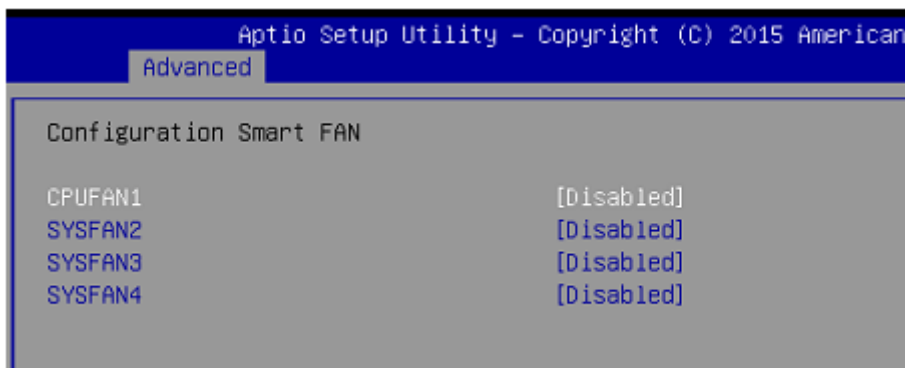 Aptio Setup Utility – Copyright (C) 2015 American
Advanced
Configuration Smart FAN
CPUFAN1 [Disabled]
SYSFAN2 [Disabled]
SYSFAN3 [Disabled]
SYSFAN4 [Disabled]